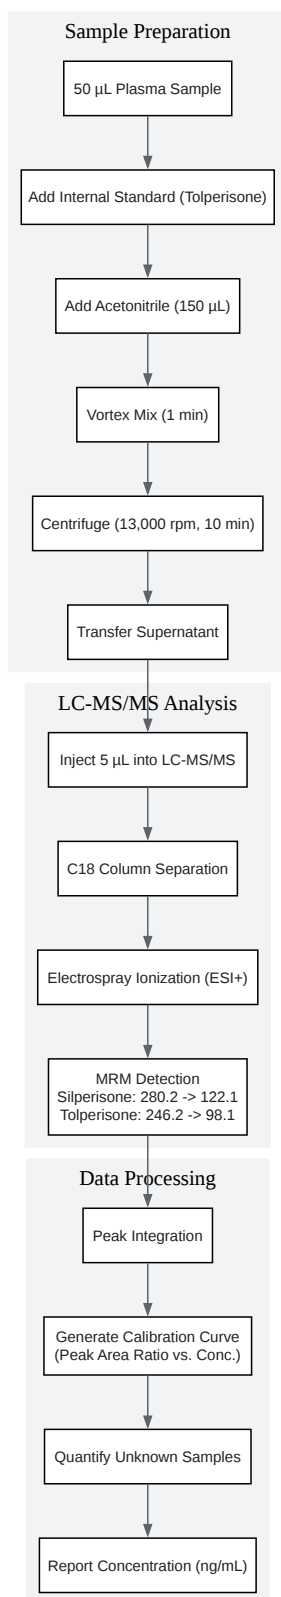 Sample Preparation
50 µL Plasma Sample
Add Internal Standard (Tolperisone)
Add Acetonitrile (150 µL)
Vortex Mix (1 min)
Centrifuge (13,000 rpm, 10 min)
Transfer Supernatant
LC-MS/MS Analysis
Inject 5 µL into LC-MS/MS
C18 Column Separation
Electrospray Ionization (ESI+)
MRM Detection
Silperisone: 280.2 -> 122.1
Tolperisone: 246.2 -> 98.1
Data Processing
Peak Integration
Generate Calibration Curve
(Peak Area Ratio vs. Conc.)
Quantify Unknown Samples
Report Concentration (ng/mL)